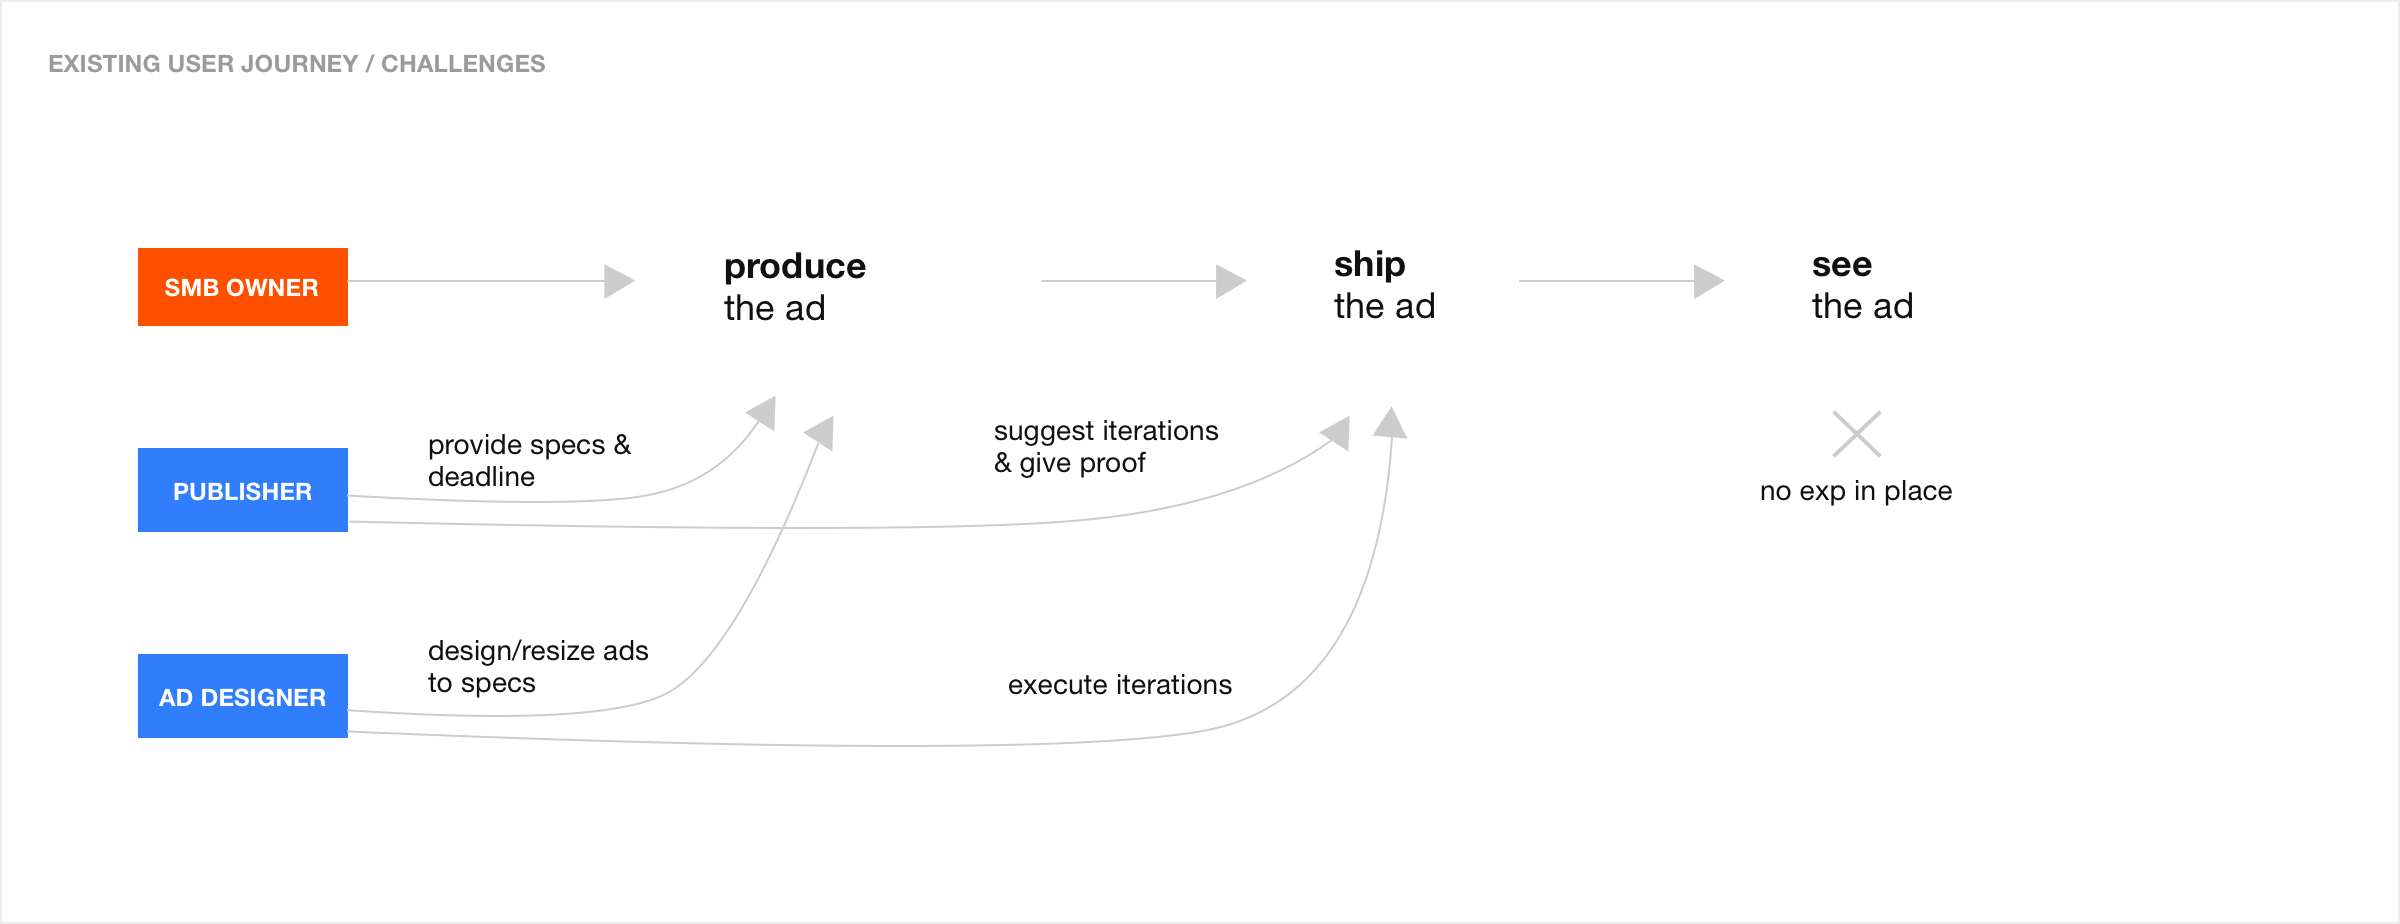 EXISTING USER JOURNEY / CHALLENGES
SMB OWNER
produce
the ad
ship
the ad
see
the ad
PUBLISHER
provide specs &
deadline
suggest iterations
& give proof
no exp in place
AD DESIGNER
design/resize ads
to specs
execute iterations